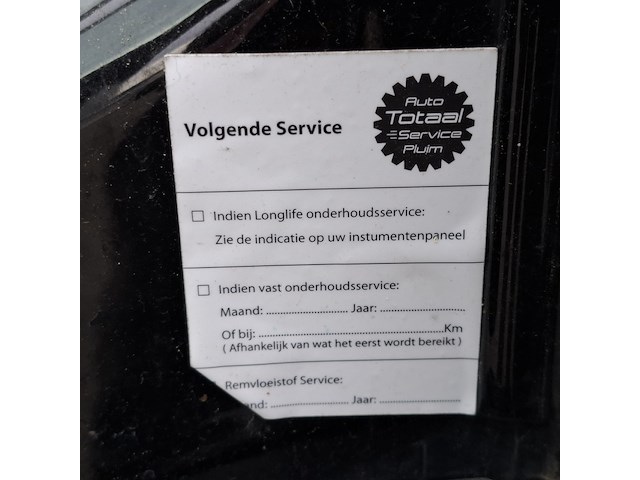 Auto
Totaal
Service
Pluim
Volgende Service
Indien Longlife onderhoudsservice:
Zie de indicatie op uw instumentenpaneel
Indien vast onderhoudsservice:
Maand: ........................ Jaar: ........................
Of bij: ......................................................Km
( Afhankelijk van wat het eerst wordt bereikt )
Remvloeistof Service:
nd: ........................ Jaar: ........................